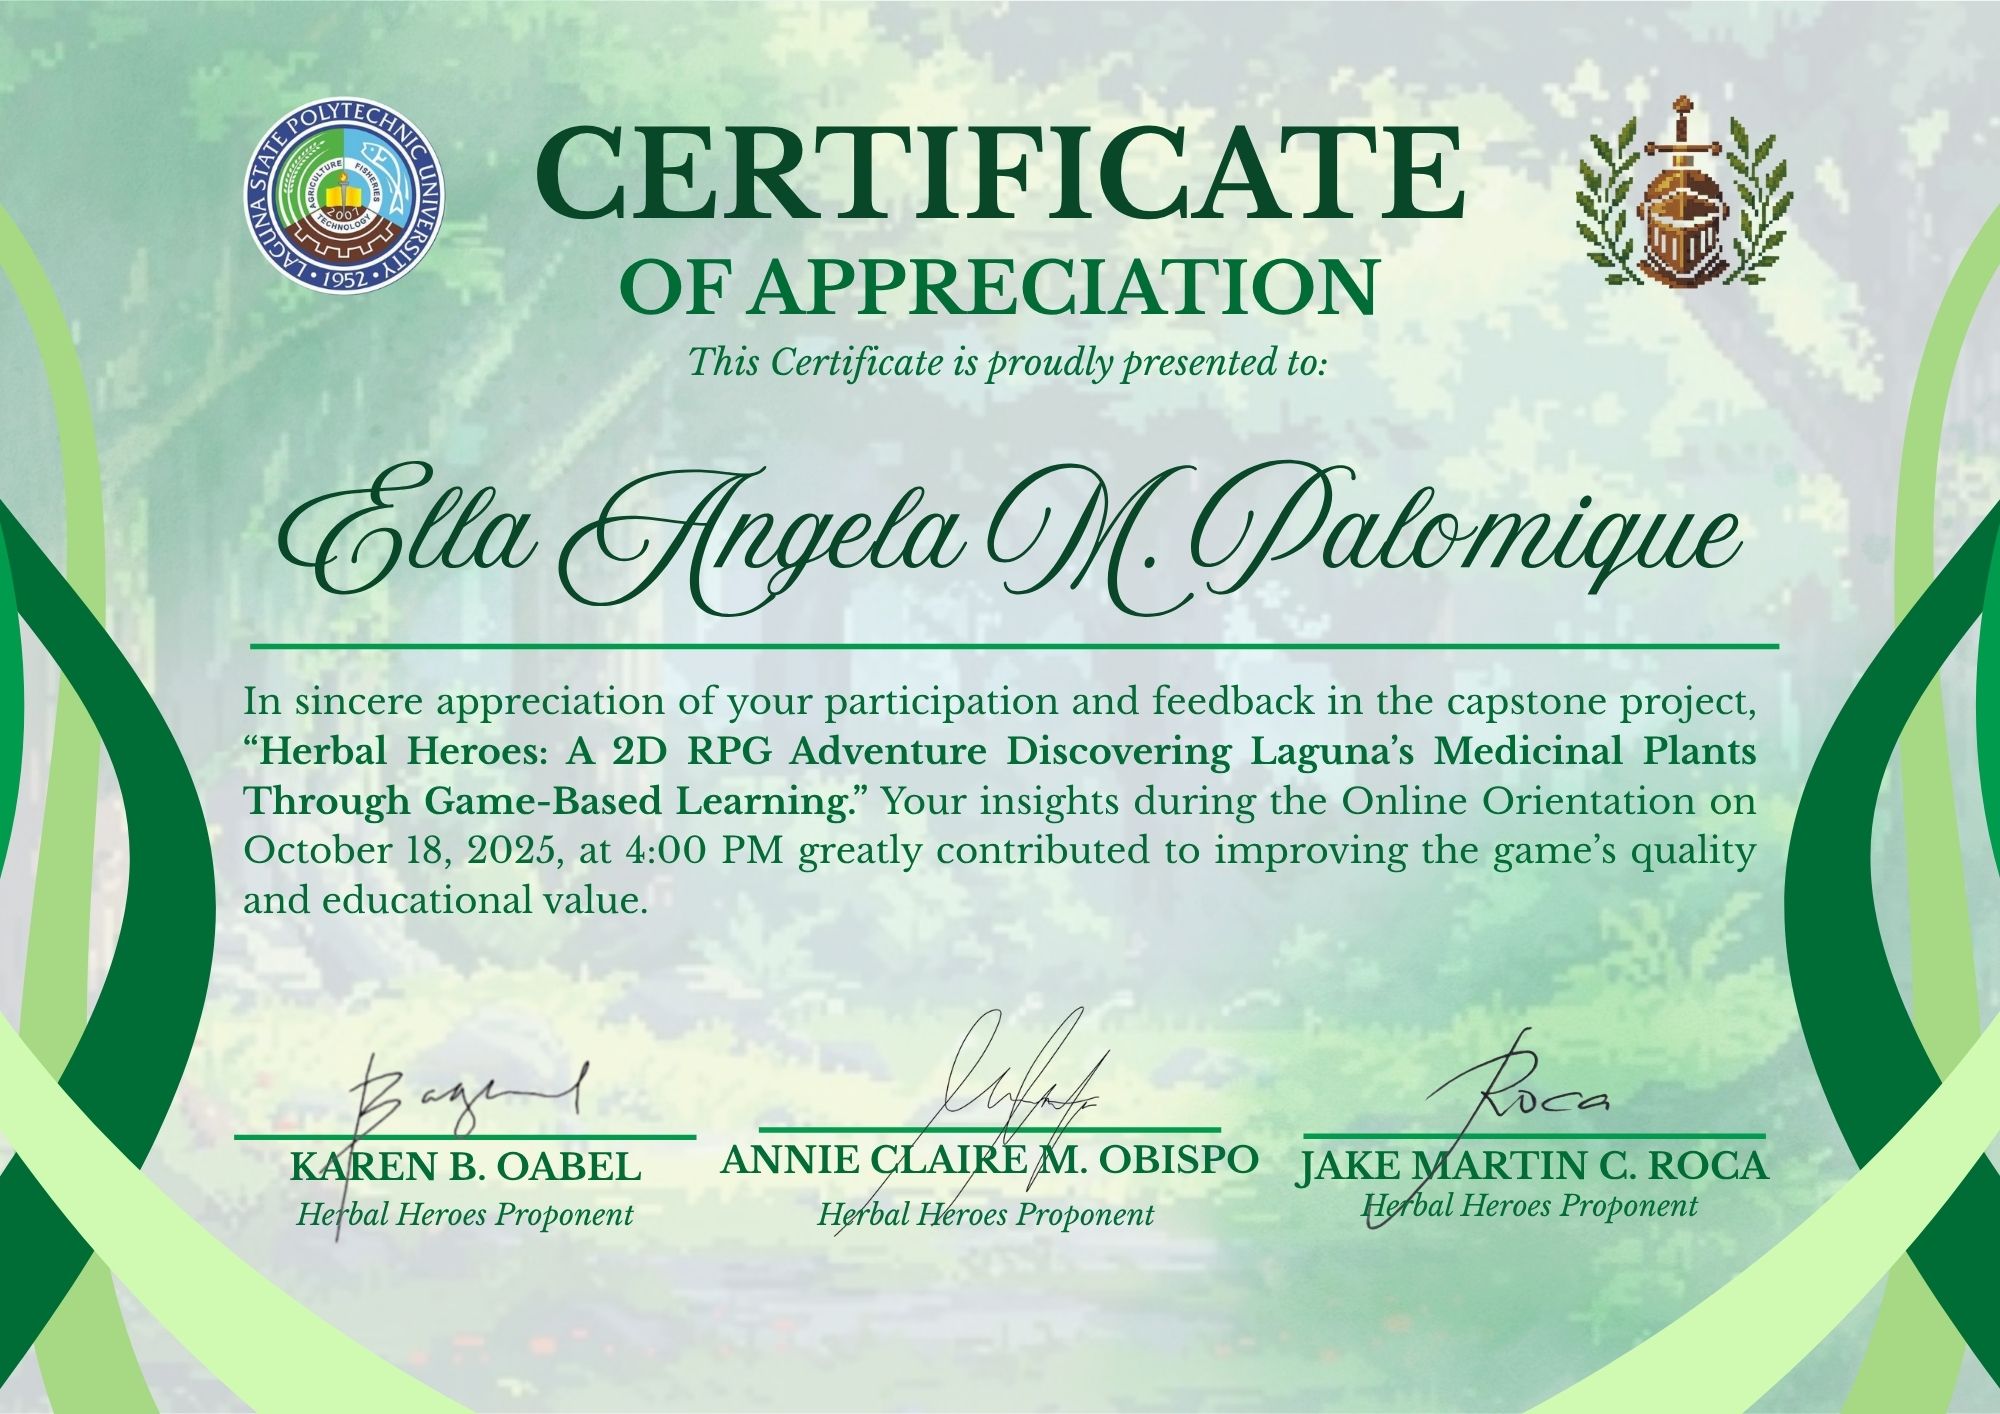 LAGUNA STATE POLYTECHNIC UNIVERSITY
• 1952 •
AGRICULTURE
FISHERIES
2007
TECHNOLOGY
CERTIFICATE
OF APPRECIATION
This Certificate is proudly presented to:
Ella Angela M. Palomique
In sincere appreciation of your participation and feedback in the capstone project,
“Herbal Heroes: A 2D RPG Adventure Discovering Laguna’s Medicinal Plants
Through Game-Based Learning.” Your insights during the Online Orientation on
October 18, 2025, at 4:00 PM greatly contributed to improving the game’s quality
and educational value.
Roca
KAREN B. OABEL
Herbal Heroes Proponent
ANNIE CLAIRE M. OBISPO
Herbal Heroes Proponent
JAKE MARTIN C. ROCA
Herbal Heroes Proponent